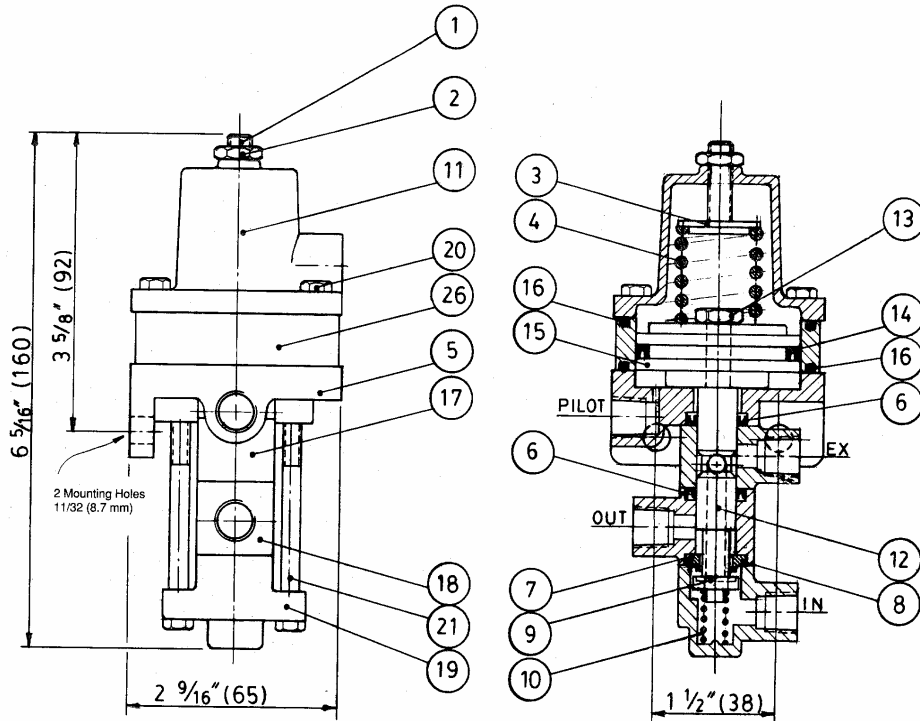 1
2
11
20
26
5
17
18
21
19
6 5/16" (160)
3 5/8" (92)
2 Mounting Holes
11/32 (8.7 mm)
2 9/16" (65)
3
4
16
15
13
14
16
6
PILOT
EX
6
OUT
12
7
8
9
IN
10
1 1/2" (38)